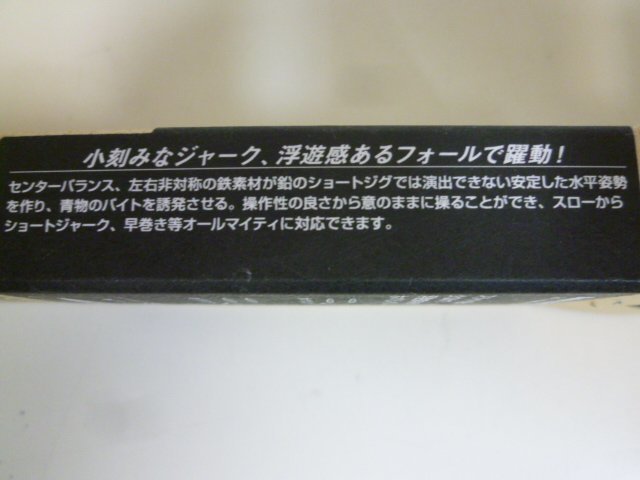 小刻みなジャーク、浮遊感あるフォールで躍動！
センターバランス、左右非対称の鉄素材が鉛のショートジグでは演出できない安定した水平姿勢
を作り、青物のバイトを誘発させる。操作性の良さから意のままに操ることができ、スローから
ショートジャーク、早巻き等オールマイティに対応できます。